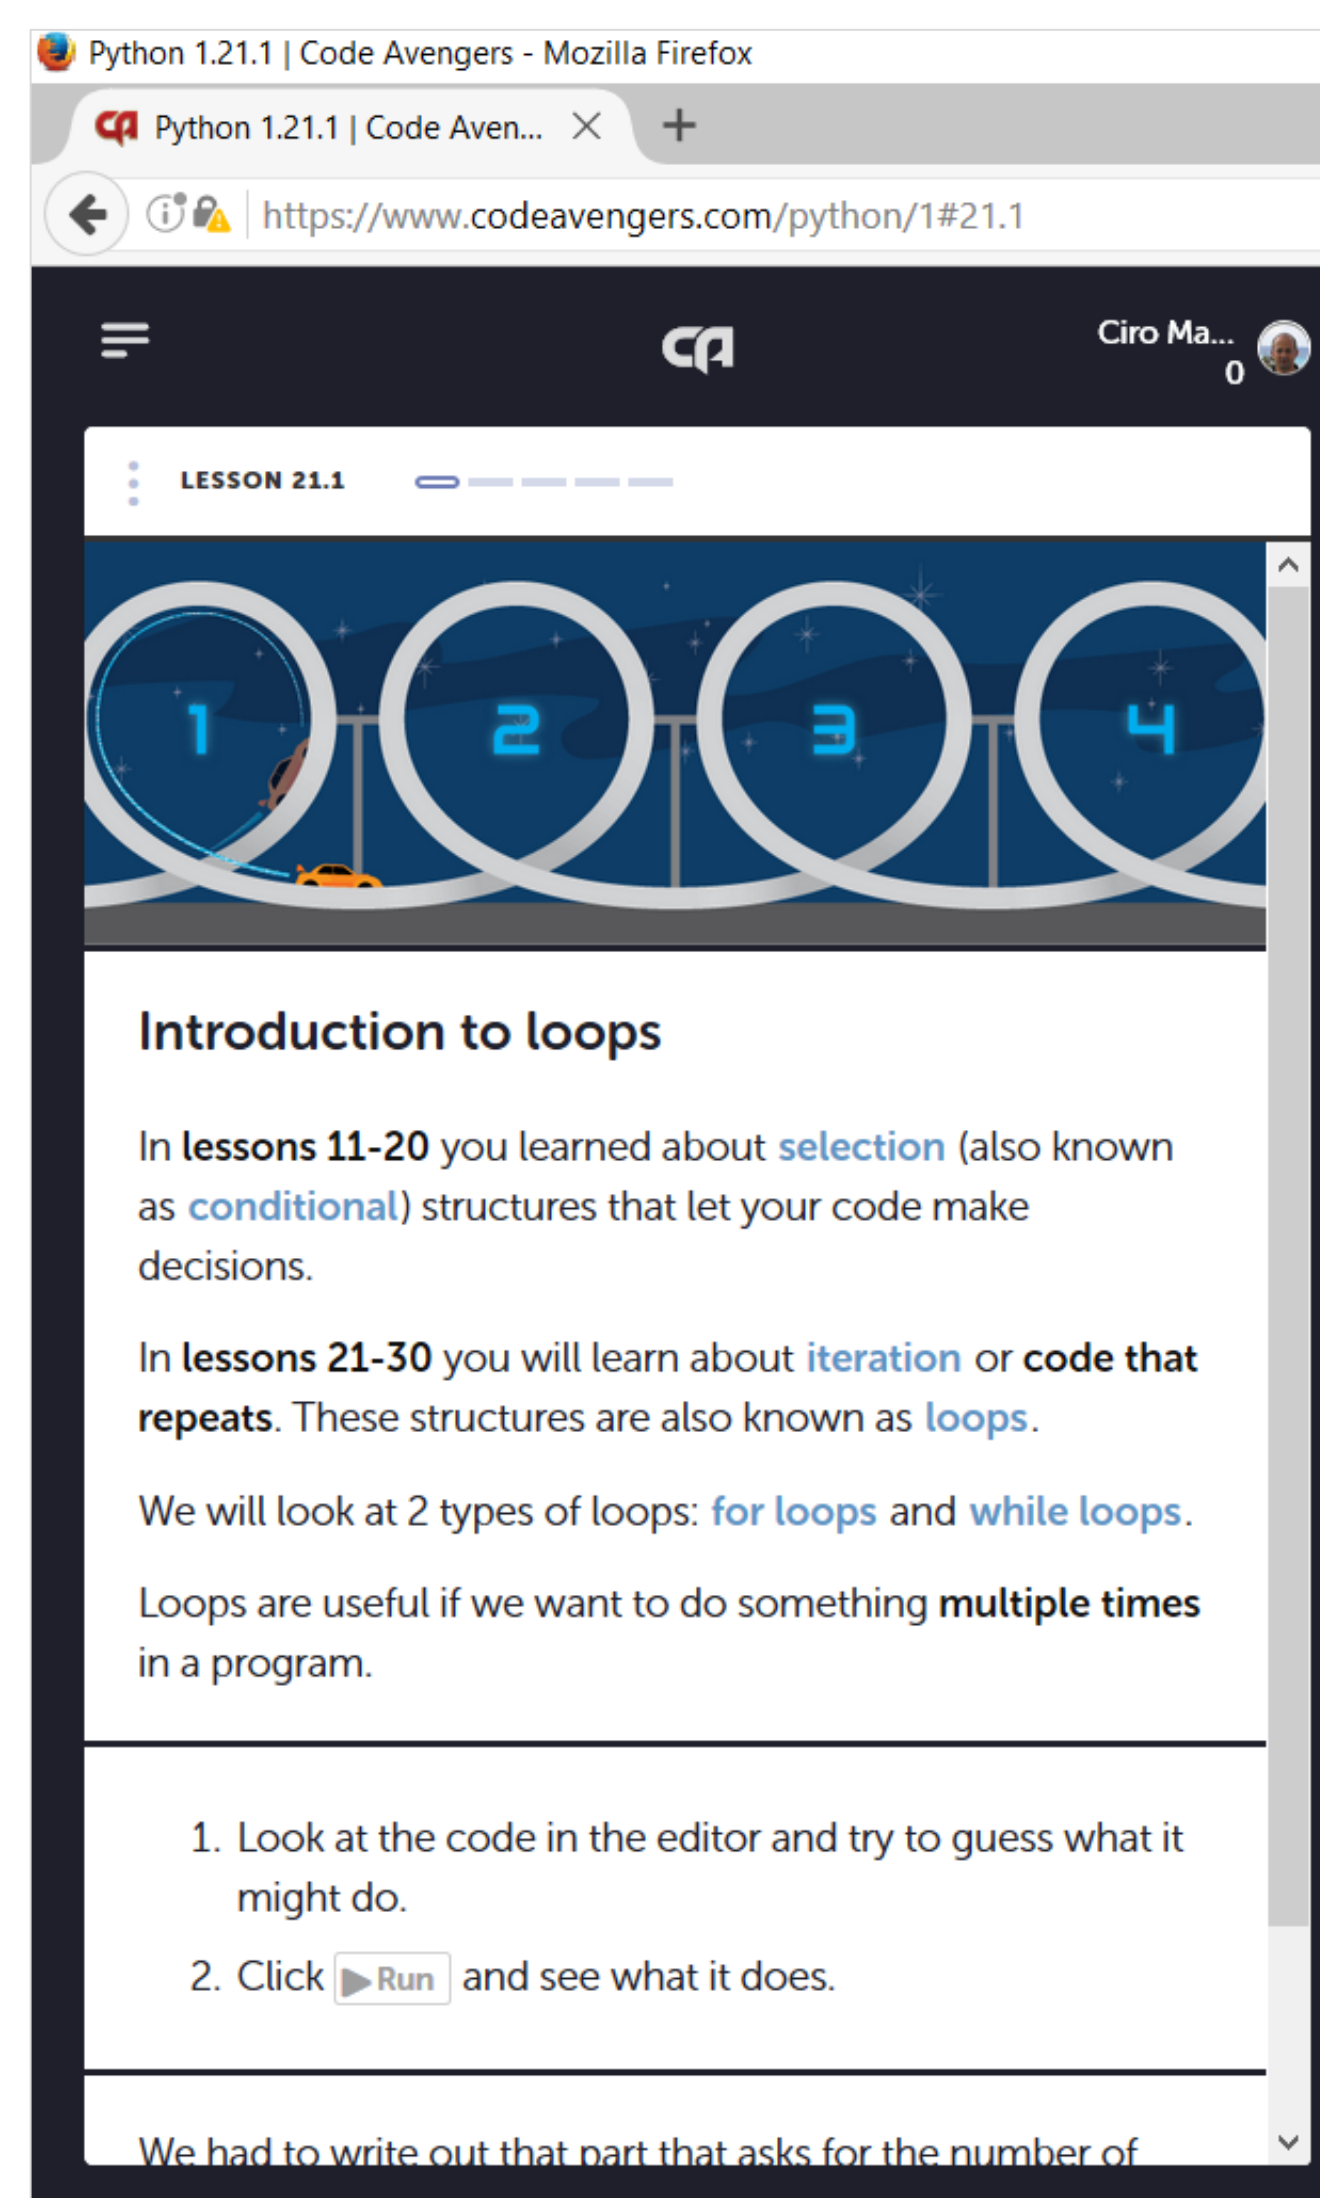 Python 1.21.1 | Code Avengers - Mozilla Firefox
CA Python 1.21.1 | Code Aven...
https://www.codeavengers.com/python/1#21.1
CA
Ciro Ma...
0
LESSON 21.1
1 2 3 4
Introduction to loops
In lessons 11-20 you learned about selection (also known
as conditional) structures that let your code make
decisions.
In lessons 21-30 you will learn about iteration or code that
repeats. These structures are also known as loops.
We will look at 2 types of loops: for loops and while loops.
Loops are useful if we want to do something multiple times
in a program.
1. Look at the code in the editor and try to guess what it
might do.
2. Click Run and see what it does.
We had to write out that part that asks for the number of